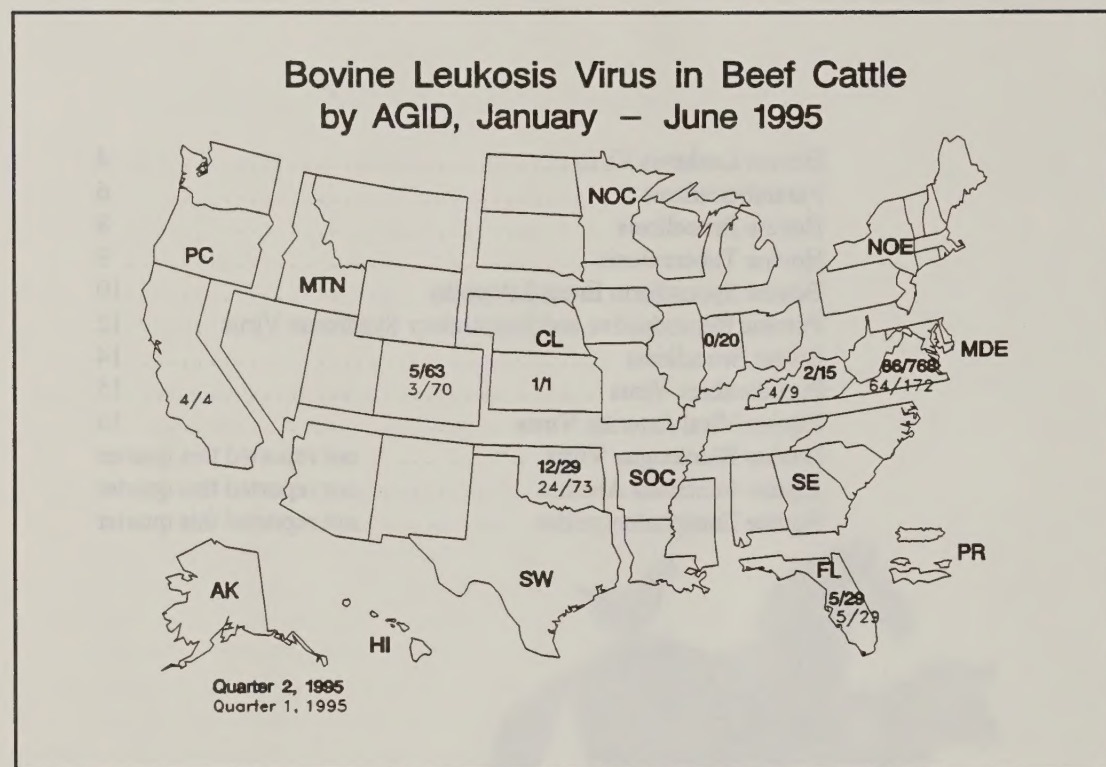 Bovine Leukosis Virus in Beef Cattle
by AGID, January – June 1995
NOC
PC
NOE
MTN
CL
0/20
MDE
5/63
3/70
1/1
2/15
4/9
86/768
64/172
4/4
12/29
24/73
SOC
SE
PR
SW
FL
5/29
5/29
AK
HI
Quarter 2, 1995
Quarter 1, 1995